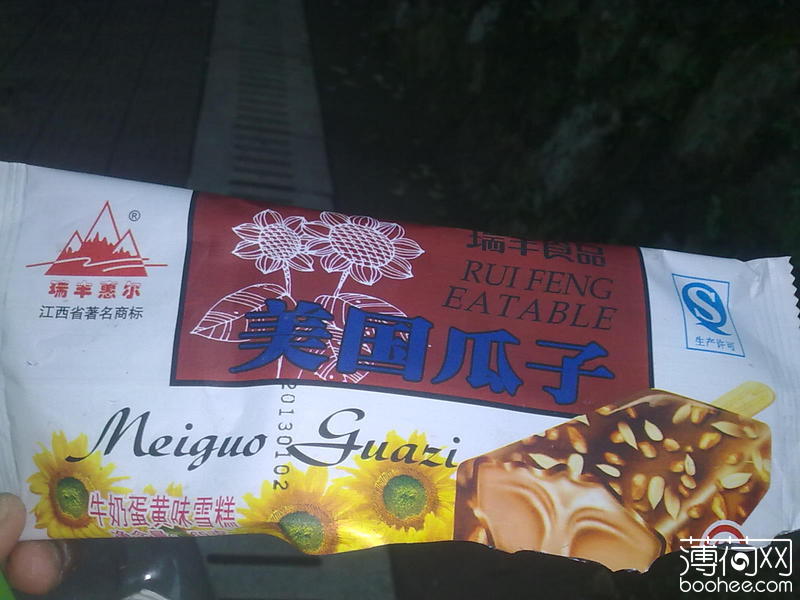 ®
瑞丰惠尔
江西省著名商标
瑞丰食品
RUI FENG
EATABLE
美国瓜子
生产许可
Meiguo Guazi
20130102
牛奶蛋黄味雪糕
薄荷网
boohee.com